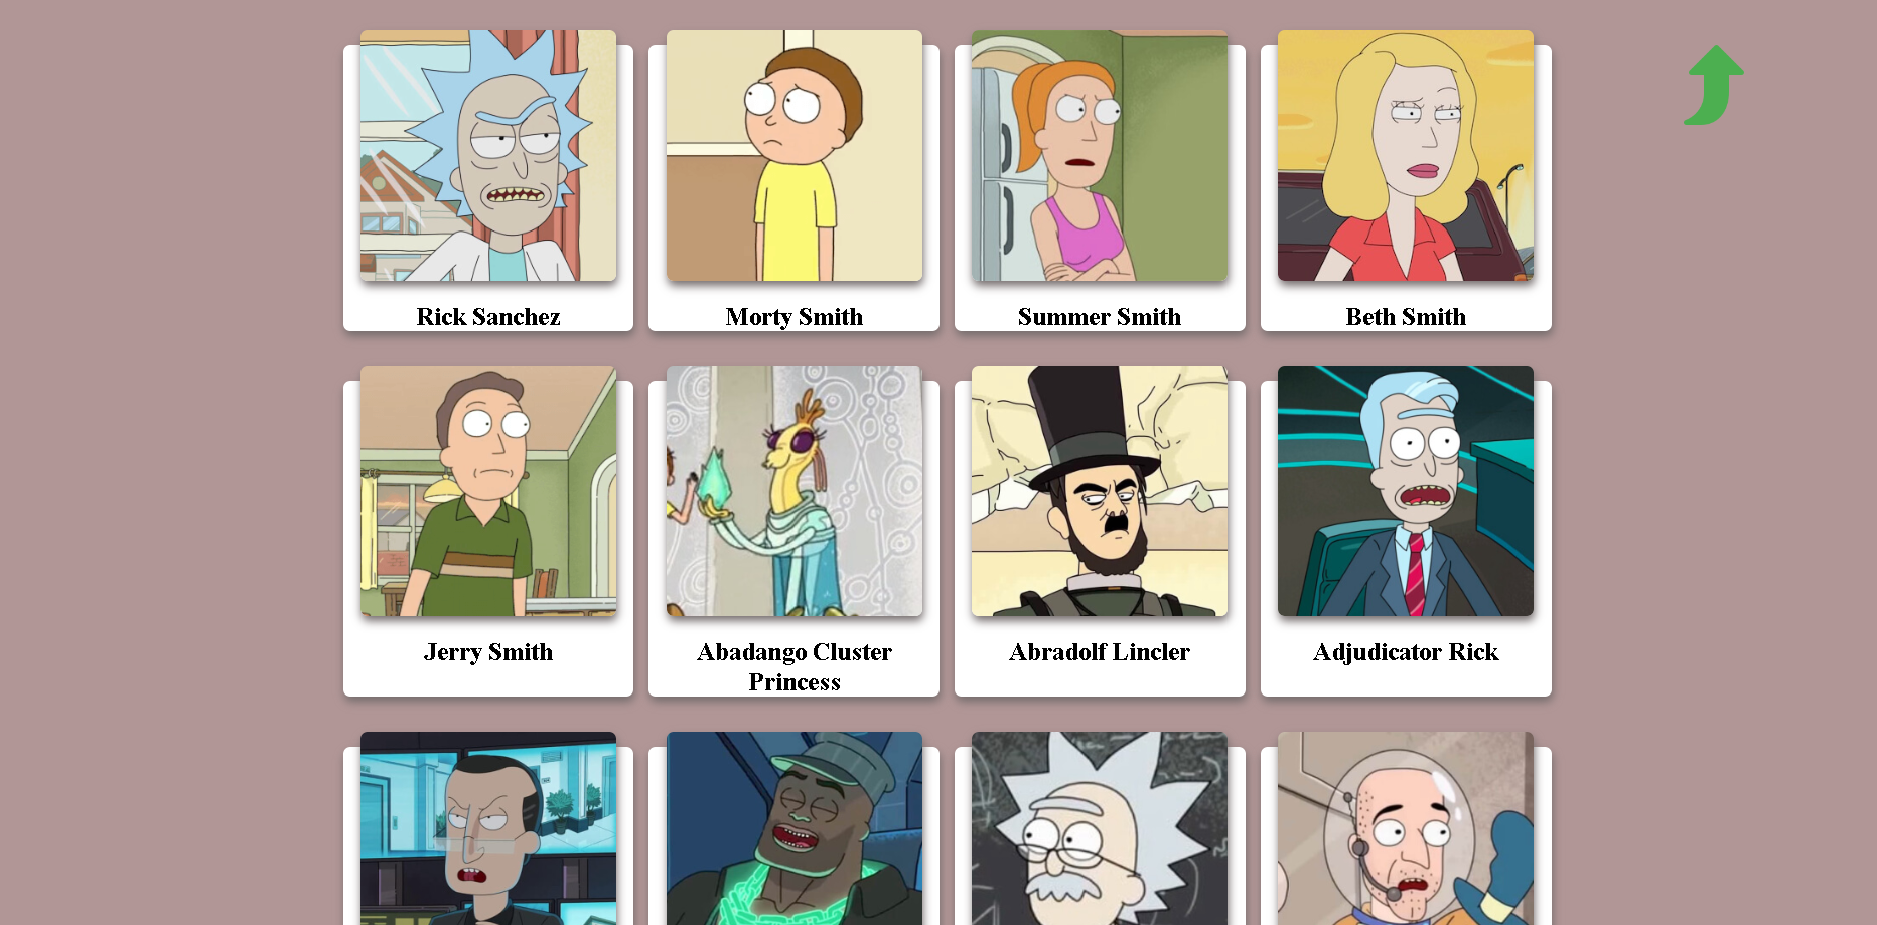 Rick Sanchez
Morty Smith
Summer Smith
Beth Smith
Jerry Smith
Abadango Cluster
Princess
Abradolf Lincler
Adjudicator Rick